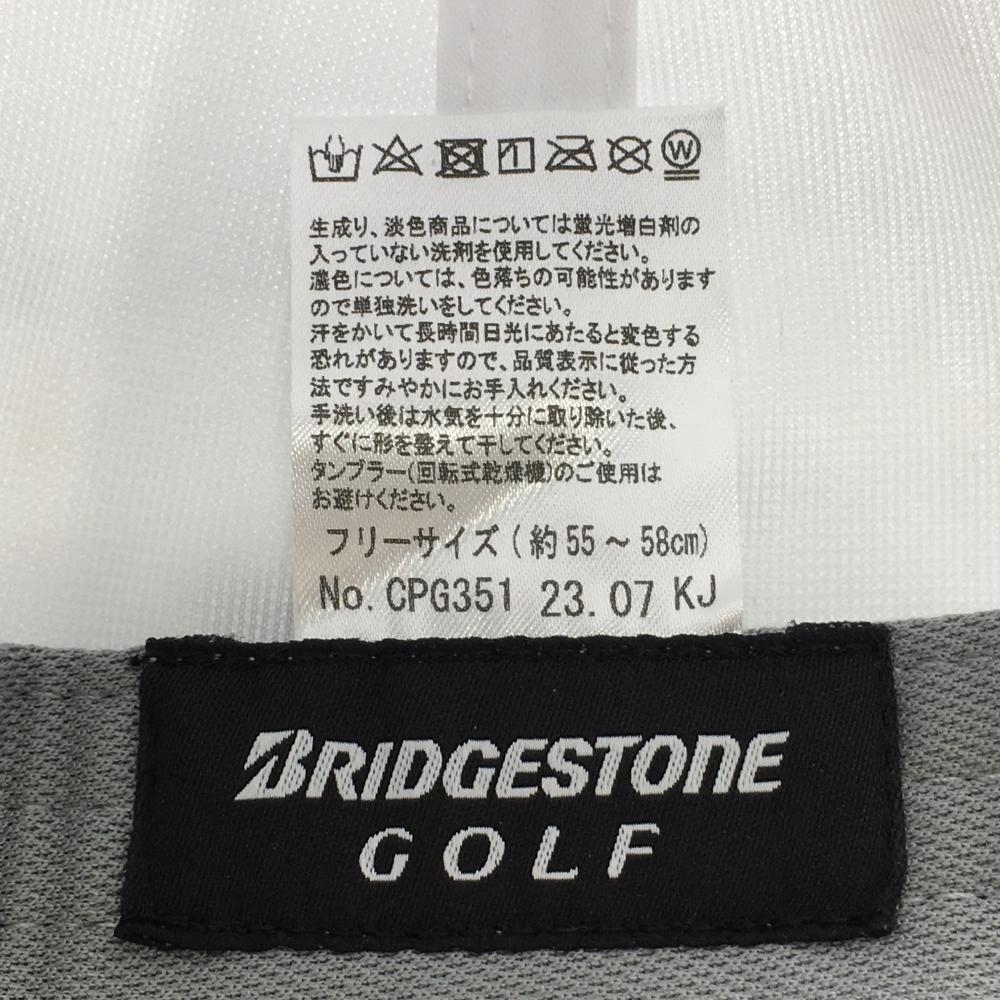 生成り、淡色商品については蛍光増白剤の
入っていない洗剤を使用してください。
濃色については、色落ちの可能性があります
ので単独洗いをしてください。
汗をかいて長時間日光にあたると変色する
恐れがありますので、品質表示に従った方
法ですみやかにお手入れください。
手洗い後は水気を十分に取り除いた後、
すぐに形を整えて干してください。
タンブラー(回転式乾燥機)のご使用は
お避けください。
フリーサイズ(約55～58cm)
No. CPG351 23.07 KJ
BRIDGESTONE
GOLF